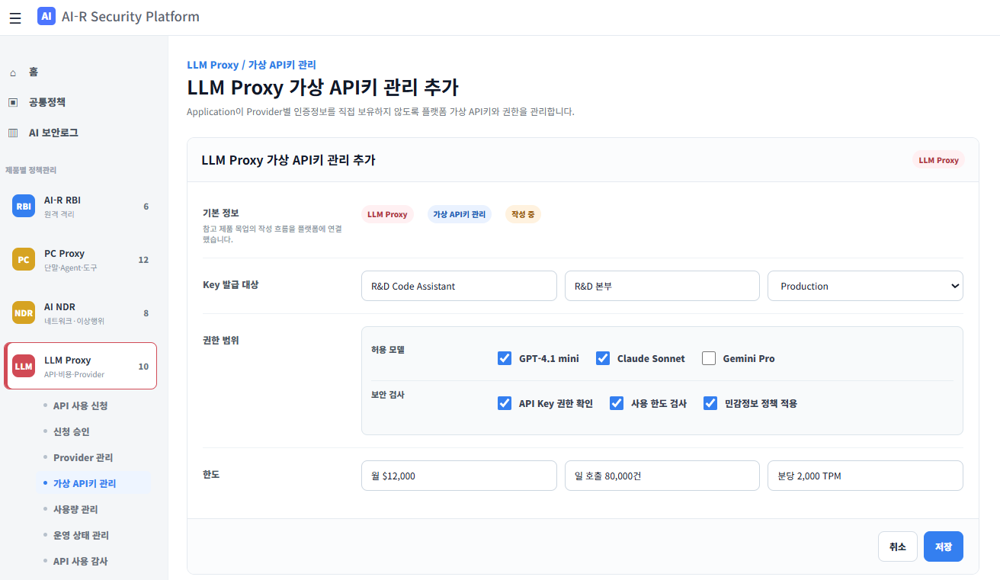 AI AI-R Security Platform
홈
공통정책
AI 보안로그
제품별 정책관리
RBI AI-R RBI 6
원격 격리
PC PC Proxy 12
단말·Agent·도구
NDR AI NDR 8
네트워크·이상행위
LLM LLM Proxy 10
API·비용·Provider
API 사용 신청
신청 승인
Provider 관리
가상 API키 관리
사용량 관리
운영 상태 관리
API 사용 감사
LLM Proxy / 가상 API키 관리
LLM Proxy 가상 API키 관리 추가
Application이 Provider별 인증정보를 직접 보유하지 않도록 플랫폼 가상 API키와 권한을 관리합니다.
LLM Proxy 가상 API키 관리 추가 LLM Proxy
기본 정보 LLM Proxy 가상 API키 관리 작성 중
참고 제품 목업의 작성 흐름을 플랫폼에 연결
했습니다.
Key 발급 대상 R&D Code Assistant R&D 본부 Production
권한 범위
허용 모델 GPT-4.1 mini Claude Sonnet Gemini Pro
보안 검사 API Key 권한 확인 사용 한도 검사 민감정보 정책 적용
한도 월 $12,000 일 호출 80,000건 분당 2,000 TPM
취소 저장